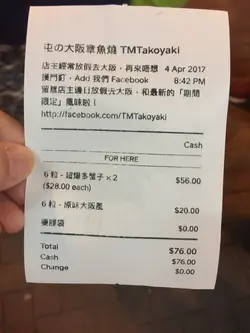 屯の大阪章魚燒 TMTakoyaki
店主經常放假去大阪，再來唔想 4 Apr 2017
摸門釘，Add 我們 Facebook 8:42 PM
留意店主邊日放假去大阪，和最新的「期間
限定」風味啦！
http://facebook.com/TMTakoyaki
Cash
FOR HERE
6 粒 - 超爆多蟹子 × 2 $56.00
($28.00 each)
6 粒 - 原味大阪風 $20.00
要膠袋 $0.00
Total $76.00
Cash $76.00
Change $0.00